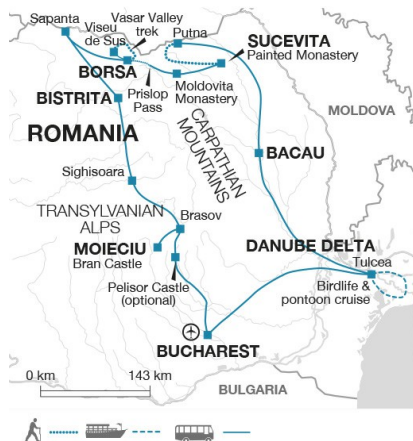 Sapanta
Viseu
de Sus
Vasar Valley
trek
Putna
SUCEVITA
Painted Monastery
BORSA
Prislop
Pass
Moldovita
Monastery
BISTRITA
MOLDOVA
ROMANIA
CARPATHIAN
MOUNTAINS
BACAU
Sighisoara
TRANSYLVANIAN
ALPS
Brasov
MOIECIU
Bran Castle
DANUBE DELTA
Tulcea
Birdlife &
pontoon cruise
Pelisor Castle
(optional)
BUCHAREST
0 km
143 km
BULGARIA